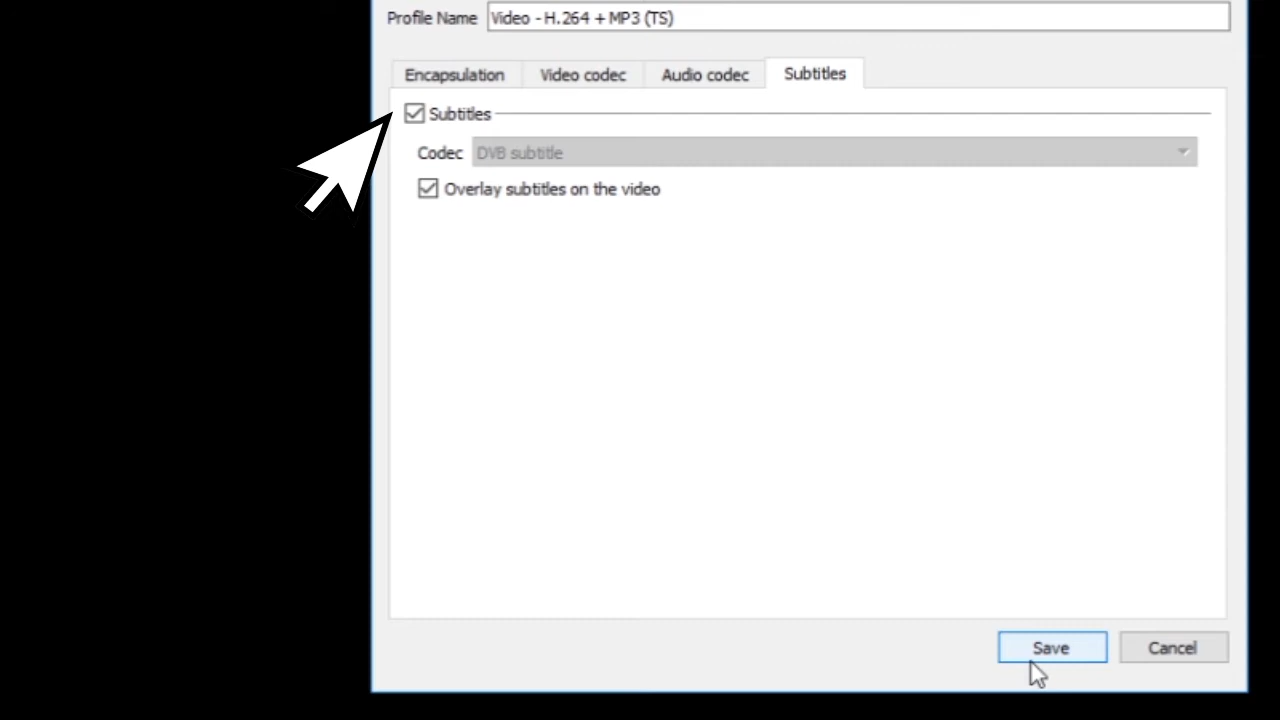 Profile Name Video - H.264 + MP3 (TS)
Encapsulation Video codec Audio codec Subtitles
Subtitles
Codec DVB subtitle
Overlay subtitles on the video
Save Cancel